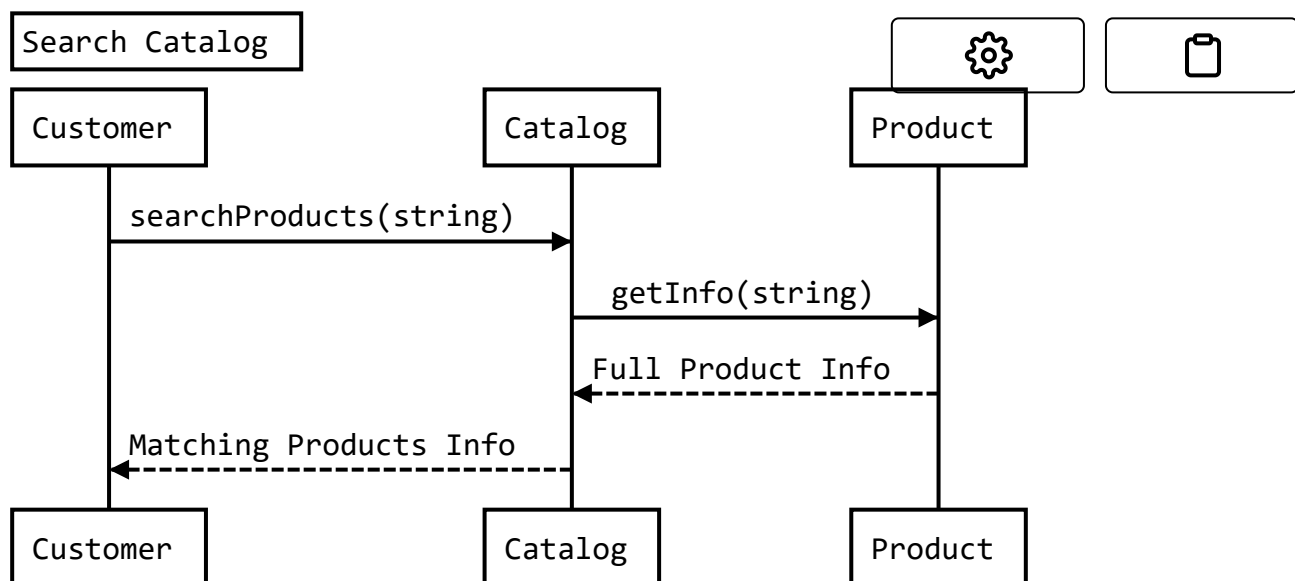 Search Catalog
Customer
Catalog
Product
searchProducts(string)
getInfo(string)
Full Product Info
Matching Products Info
Customer
Catalog
Product